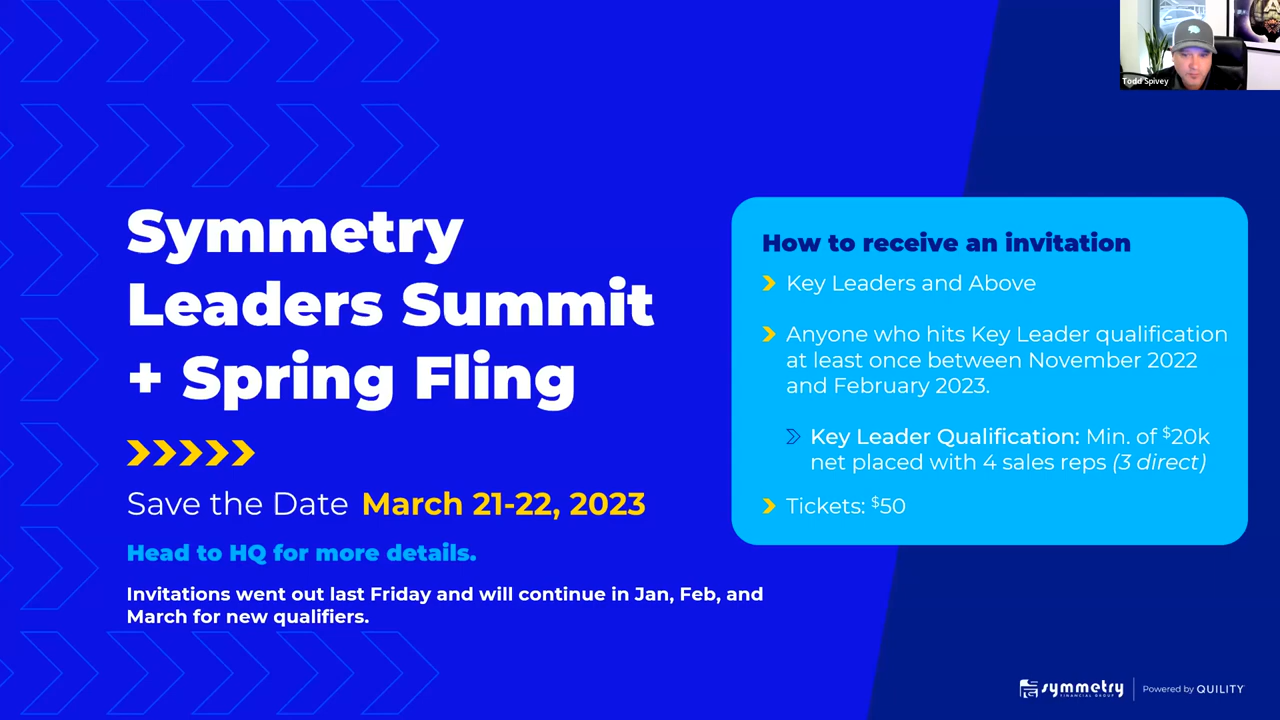 Todd Spivey
Symmetry
Leaders Summit
+ Spring Fling
Save the Date March 21-22, 2023
Head to HQ for more details.
Invitations went out last Friday and will continue in Jan, Feb, and
March for new qualifiers.
How to receive an invitation
Key Leaders and Above
Anyone who hits Key Leader qualification
at least once between November 2022
and February 2023.
Key Leader Qualification: Min. of $20k
net placed with 4 sales reps (3 direct)
Tickets: $50
symmetry
FINANCIAL GROUP
Powered by QUILITY